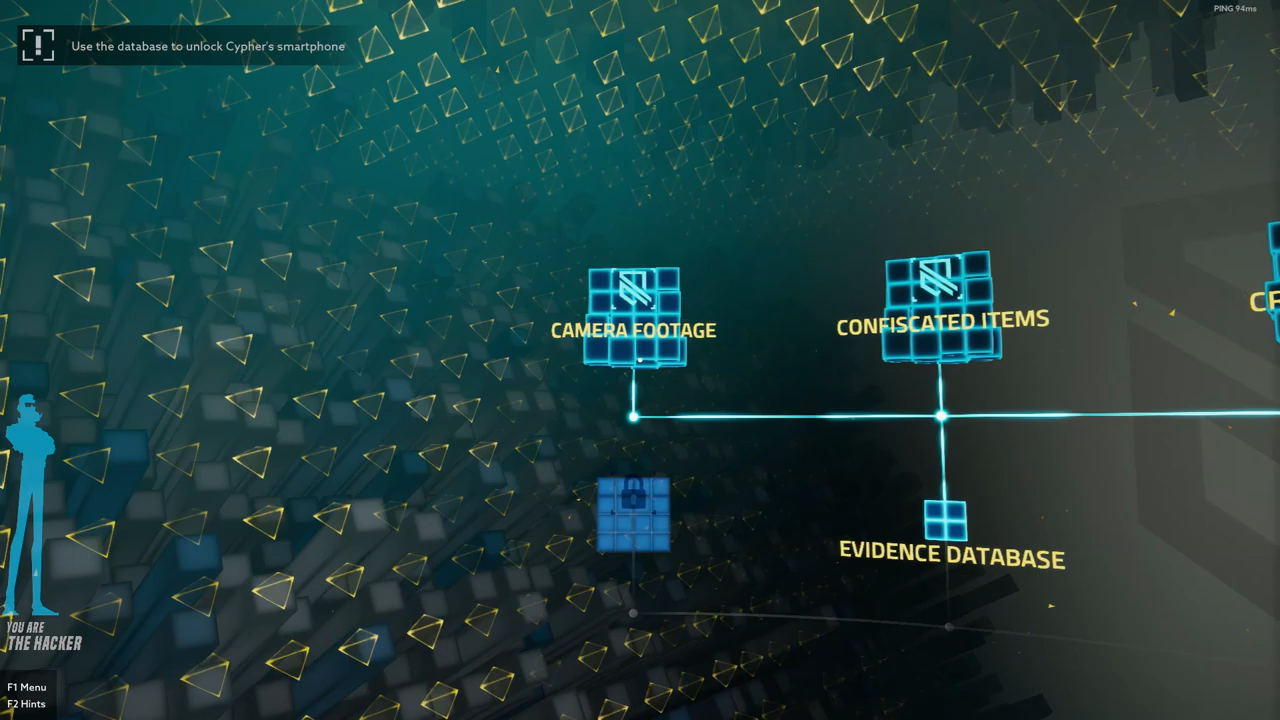 PING 94ms
Use the database to unlock Cypher's smartphone
CAMERA FOOTAGE
CONFISCATED ITEMS
EVIDENCE DATABASE
YOU ARE
THE HACKER
F1 Menu
F2 Hints